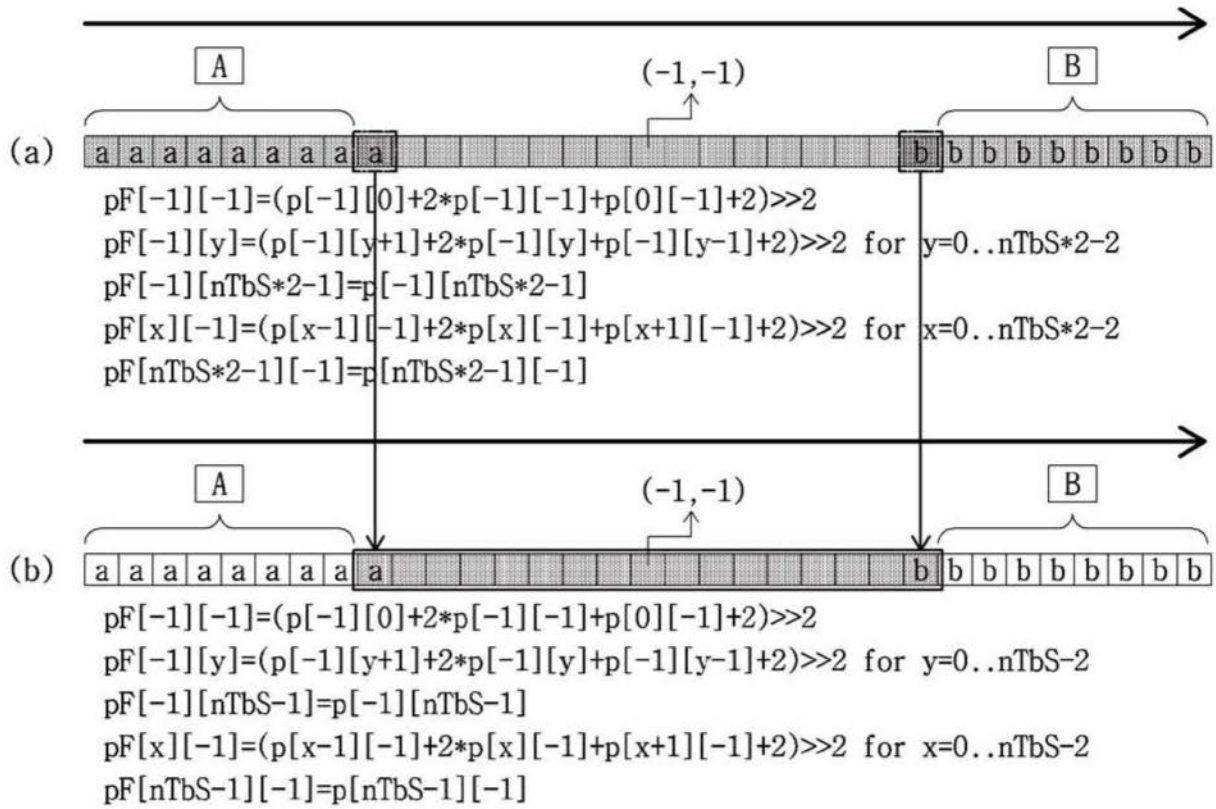 A (-1,-1) B
(a) a a a a a a a a a b b b b b b b b b
pF[-1][-1]=(p[-1][0]+2*p[-1][-1]+p[0][-1]+2)>>2
pF[-1][y]=(p[-1][y+1]+2*p[-1][y]+p[-1][y-1]+2)>>2 for y=0..nTbS*2-2
pF[-1][nTbS*2-1]=p[-1][nTbS*2-1]
pF[x][-1]=(p[x-1][-1]+2*p[x][-1]+p[x+1][-1]+2)>>2 for x=0..nTbS*2-2
pF[nTbS*2-1][-1]=p[nTbS*2-1][-1]
A (-1,-1) B
(b) a a a a a a a a a b b b b b b b b b
pF[-1][-1]=(p[-1][0]+2*p[-1][-1]+p[0][-1]+2)>>2
pF[-1][y]=(p[-1][y+1]+2*p[-1][y]+p[-1][y-1]+2)>>2 for y=0..nTbS-2
pF[-1][nTbS-1]=p[-1][nTbS-1]
pF[x][-1]=(p[x-1][-1]+2*p[x][-1]+p[x+1][-1]+2)>>2 for x=0..nTbS-2
pF[nTbS-1][-1]=p[nTbS-1][-1]